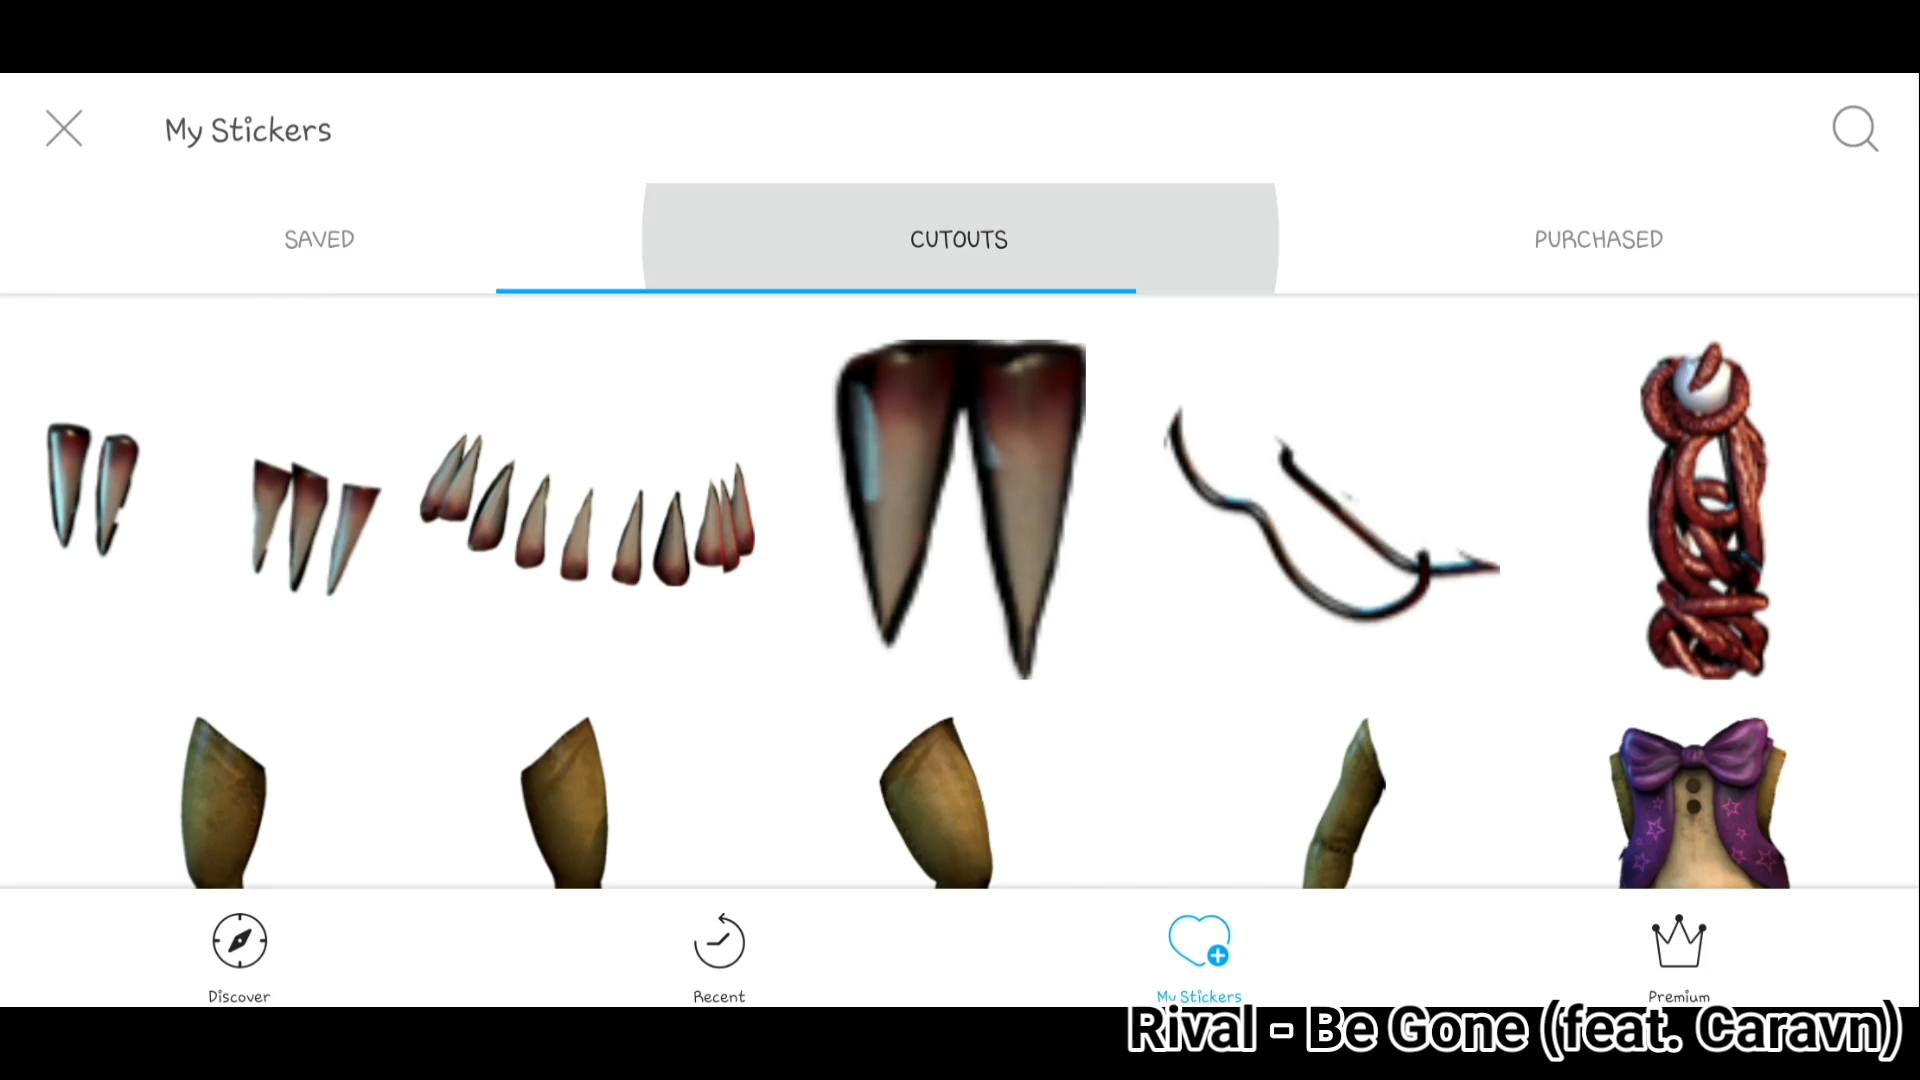 My Stickers
SAVED
CUTOUTS
PURCHASED
Discover
Recent
My Stickers
Premium
Rival - Be Gone (feat. Caravn)